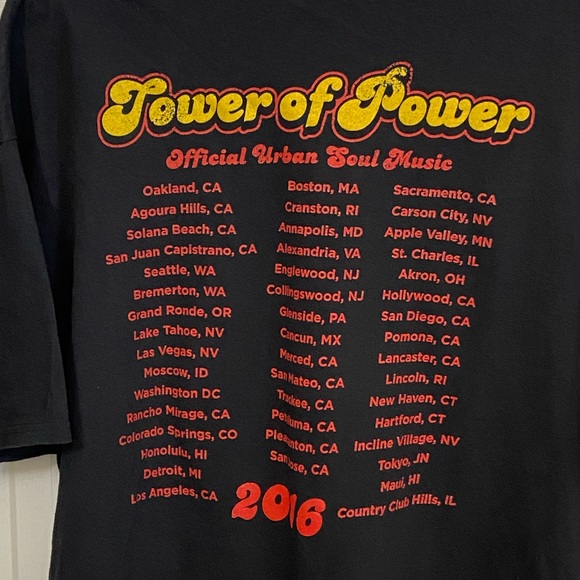 Tower of Power
Official Urban Soul Music
Oakland, CA
Agoura Hills, CA
Solana Beach, CA
San Juan Capistrano, CA
Seattle, WA
Bremerton, WA
Grand Ronde, OR
Lake Tahoe, NV
Las Vegas, NV
Moscow, ID
Washington DC
Rancho Mirage, CA
Colorado Springs, CO
Honolulu, HI
Detroit, MI
Los Angeles, CA
Boston, MA
Cranston, RI
Annapolis, MD
Alexandria, VA
Englewood, NJ
Collingswood, NJ
Glenside, PA
Cancun, MX
Merced, CA
San Mateo, CA
Truckee, CA
Petaluma, CA
Pleasanton, CA
San Jose, CA
Sacramento, CA
Carson City, NV
Apple Valley, MN
St. Charles, IL
Akron, OH
Hollywood, CA
San Diego, CA
Pomona, CA
Lancaster, CA
Lincoln, RI
New Haven, CT
Hartford, CT
Incline Village, NV
Tokyo, JN
Maui, HI
Country Club Hills, IL
2016